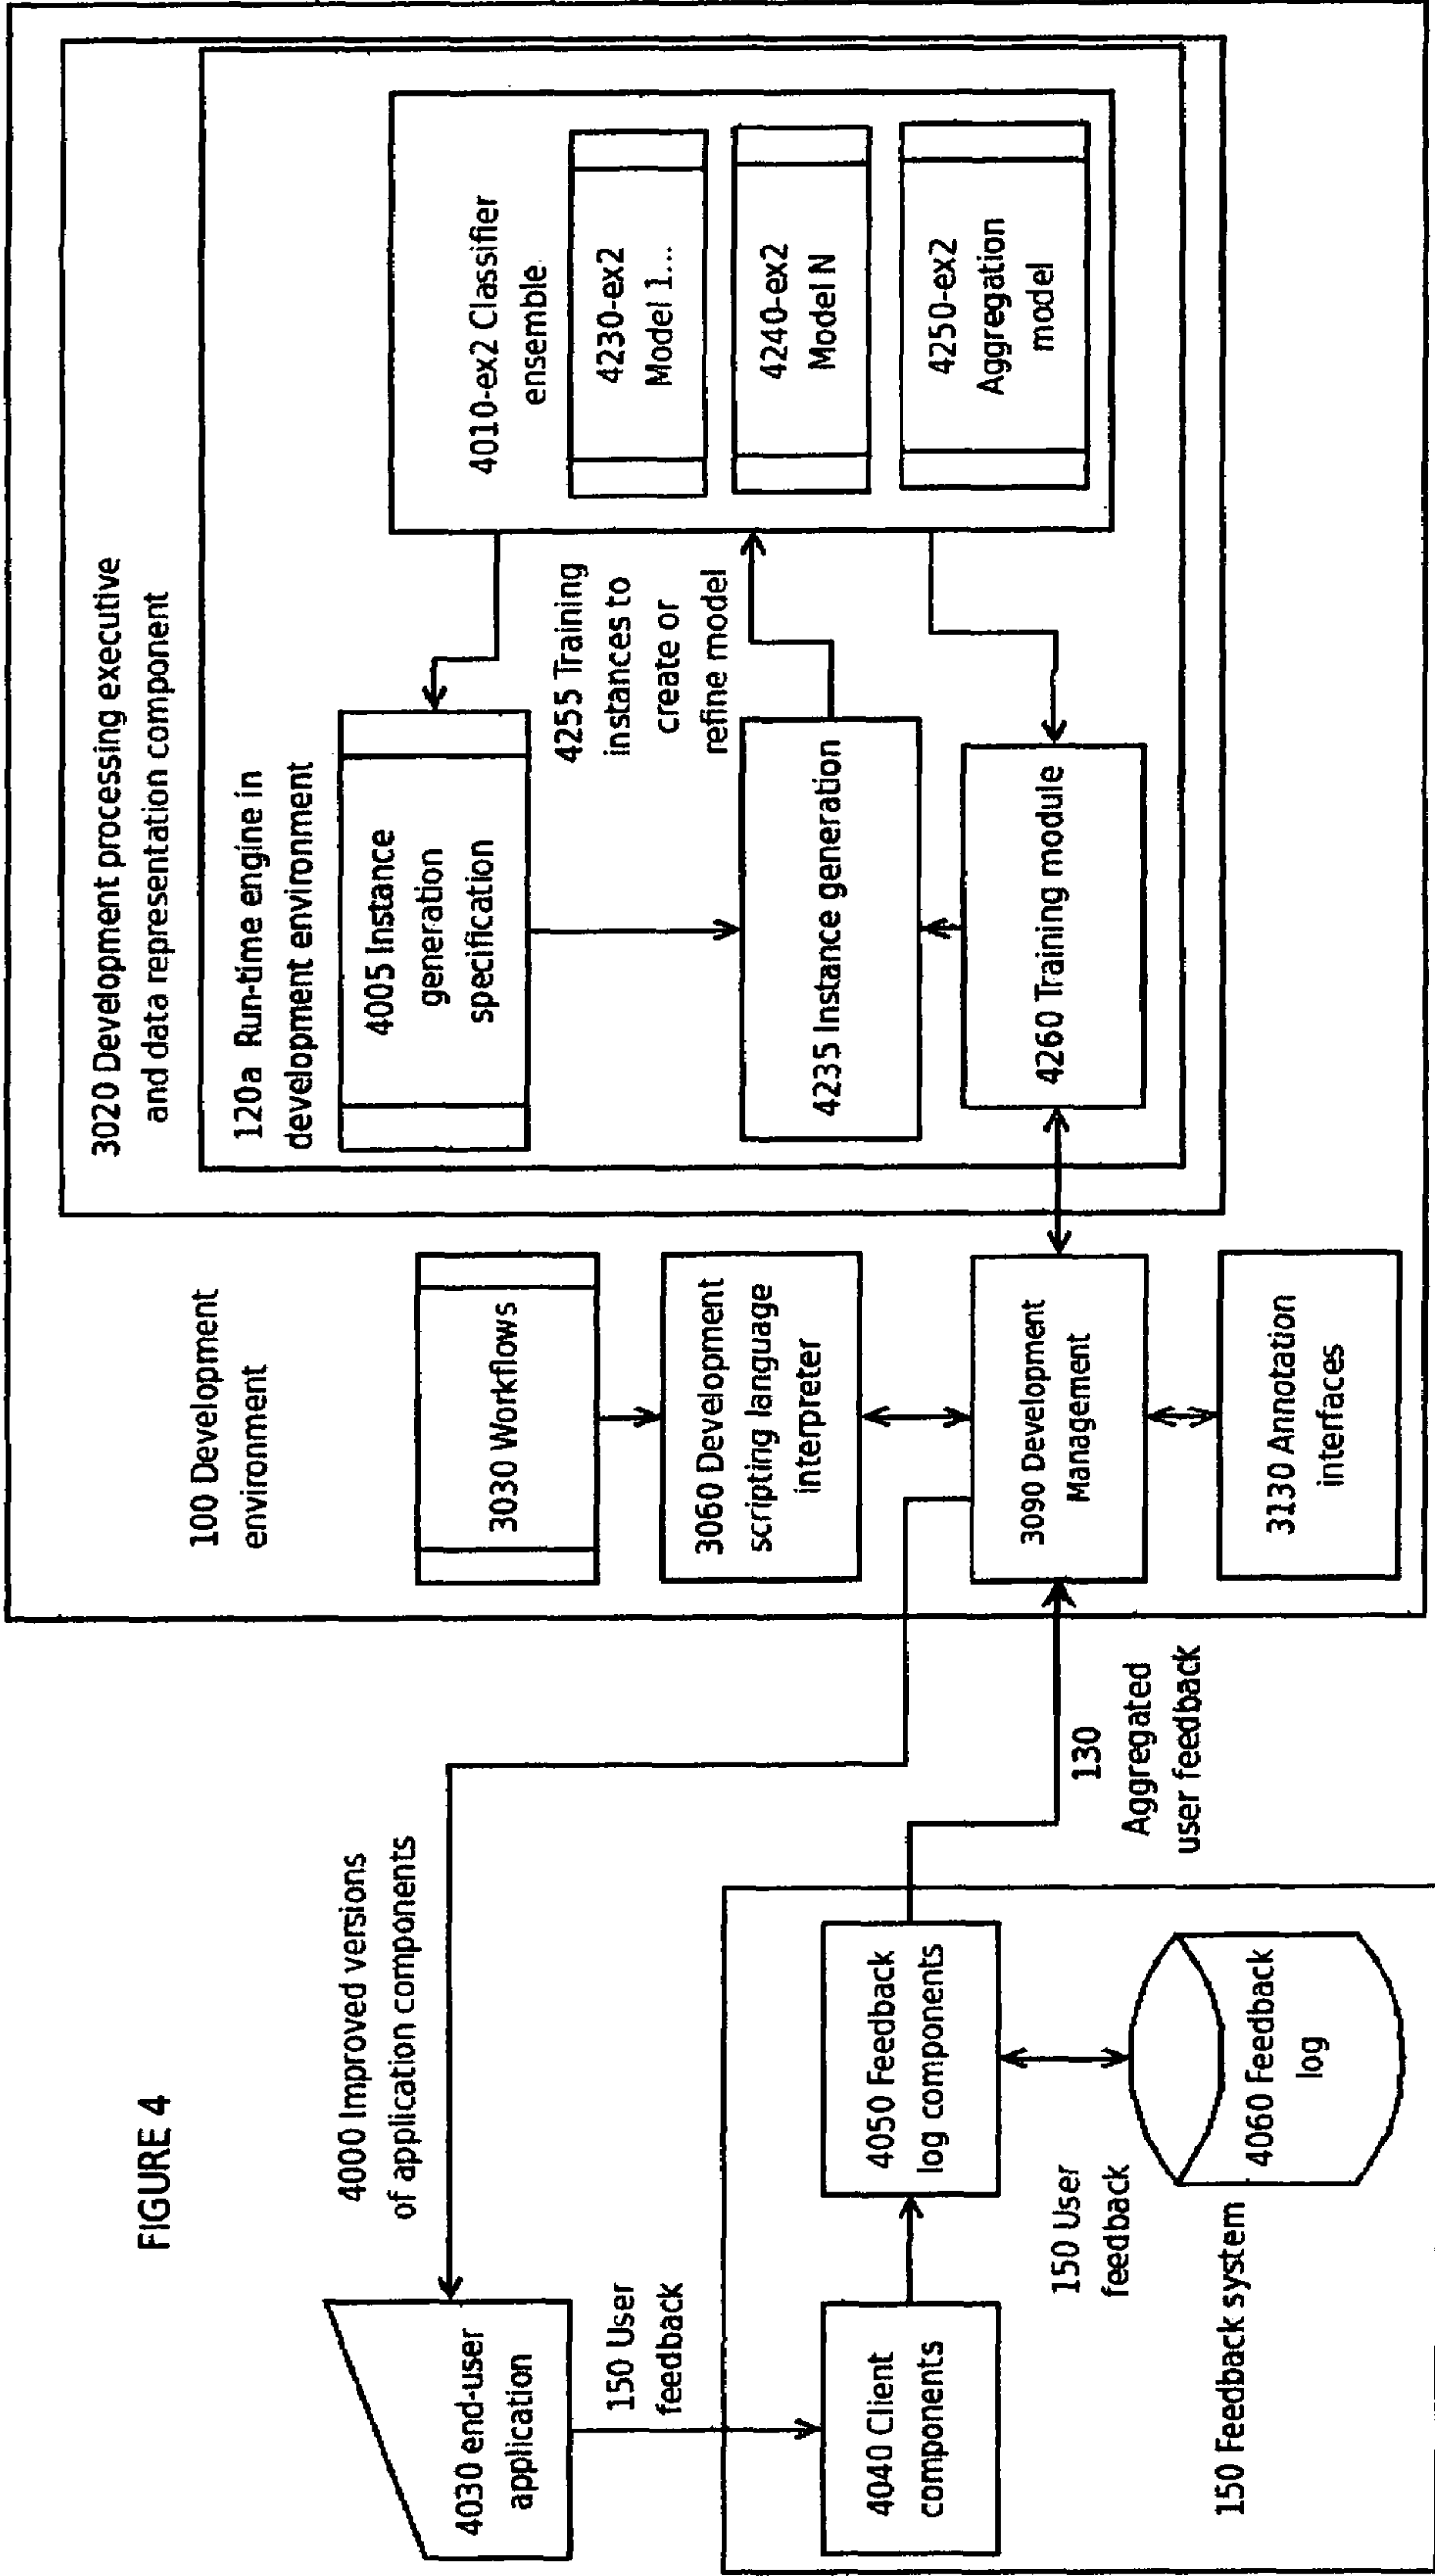 FIGURE 4
4000 Improved versions
of application components
4030 end-user
application
150 User
feedback
4040 Client
components
4050 Feedback
log components
150 User
feedback
4060 Feedback
log
150 Feedback system
130
Aggregated
user feedback
100 Development
environment
3030 Workflows
3060 Development
scripting language
interpreter
3090 Development
Management
3130 Annotation
interfaces
3020 Development processing executive
and data representation component
120a Run-time engine in
development environment
4005 Instance
generation
specification
4255 Training
instances to
create or
refine model
4235 Instance generation
4260 Training module
4010-ex2 Classifier
ensemble
4230-ex2
Model 1...
4240-ex2
Model N
4250-ex2
Aggregation
model